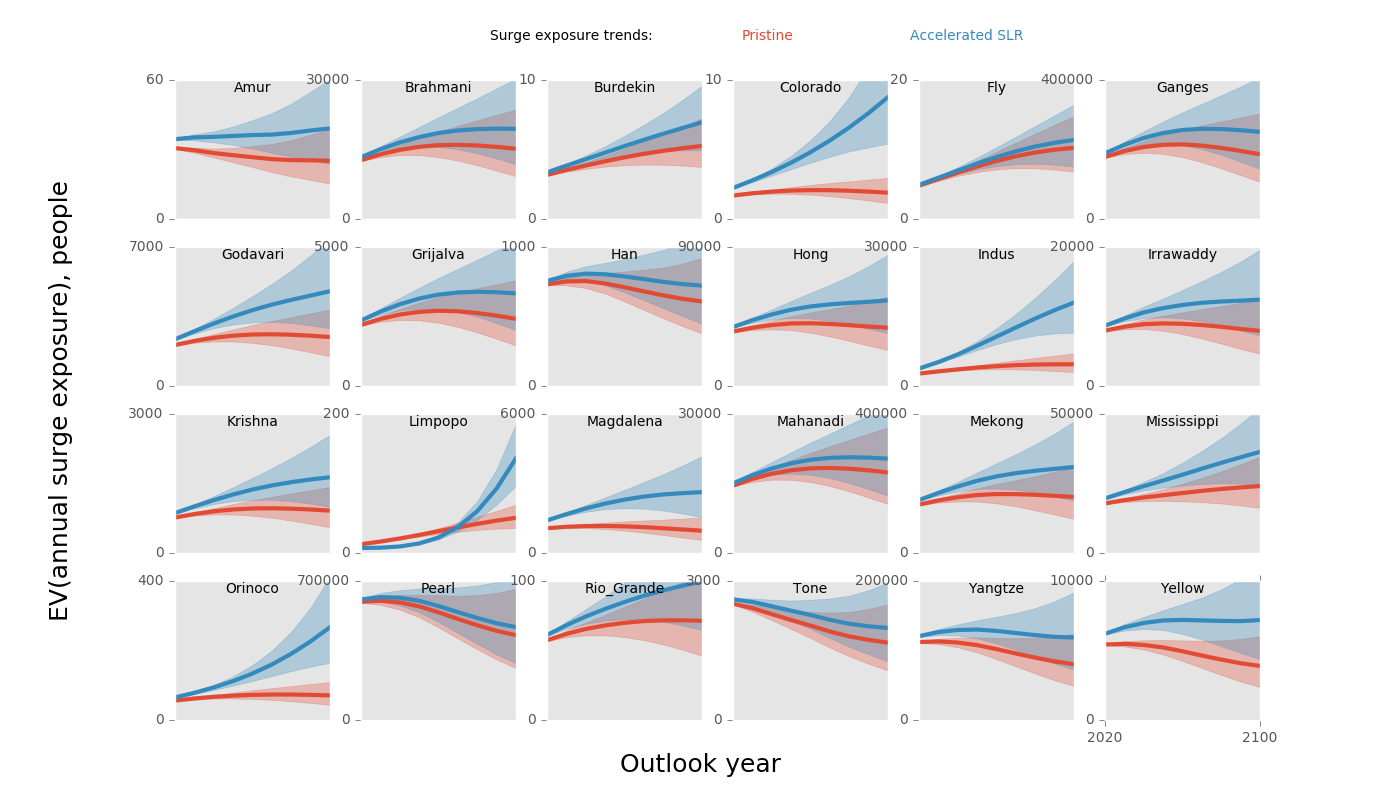 Surge exposure trends: Pristine Accelerated SLR
60 30000 10 10 20 400000
Amur Brahmani Burdekin Colorado Fly Ganges
0 0 0 0 0 0
7000 5000 1000 90000 30000 20000
Godavari Grijalva Han Hong Indus Irrawaddy
0 0 0 0 0 0
3000 200 6000 30000 400000 50000
Krishna Limpopo Magdalena Mahanadi Mekong Mississippi
0 0 0 0 0 0
400 700000 100 3000 200000 10000
Orinoco Pearl Rio_Grande Tone Yangtze Yellow
0 0 0 0 0 0
2020 2100
EV(annual surge exposure), people
Outlook year